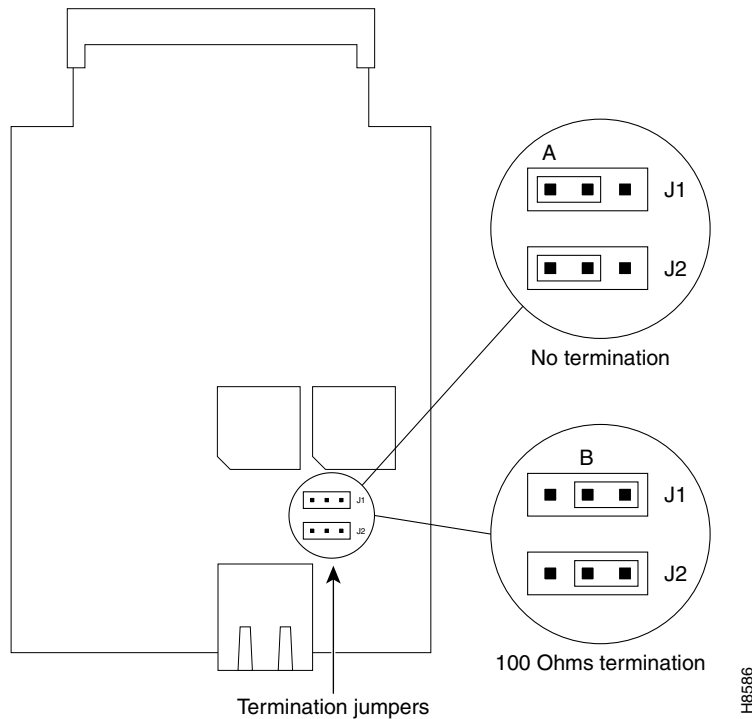 A
J1
J2
No termination
B
J1
J2
100 Ohms termination
J1
J2
Termination jumpers
H8586